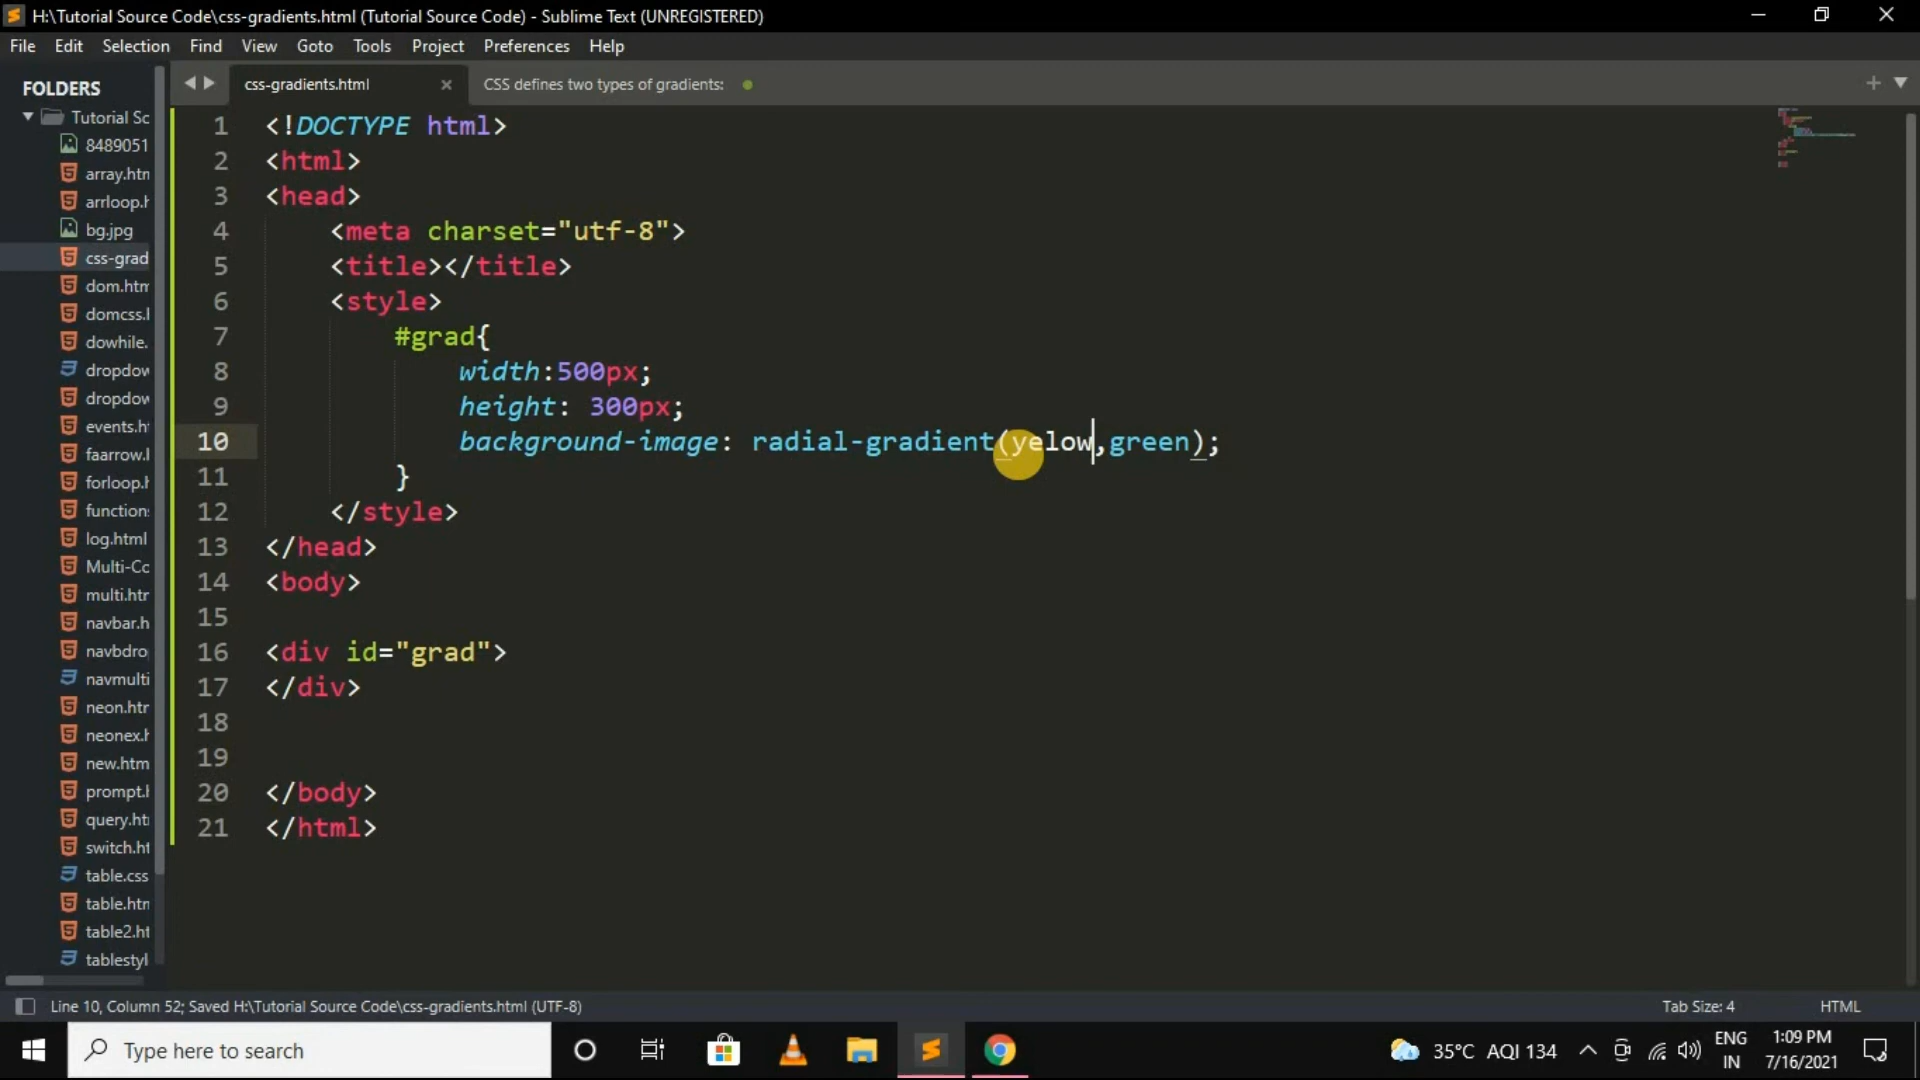 H:\Tutorial Source Code\css-gradients.html (Tutorial Source Code) - Sublime Text (UNREGISTERED)
File Edit Selection Find View Goto Tools Project Preferences Help
FOLDERS
css-gradients.html
CSS defines two types of gradients:
Tutorial Sc
8489051
array.htm
arrloop.h
bg.jpg
css-grad
dom.htm
domcss.l
dowhile.
dropdow
dropdow
events.h
faarrow.l
forloop.h
function
log.html
Multi-Co
multi.htm
navbar.h
navbdro
navmulti
neon.htm
neonex.h
new.htm
prompt.h
query.htm
switch.ht
table.css
table.htm
table2.ht
tablestyl
1 <!DOCTYPE html>
2 <html>
3 <head>
4 <meta charset="utf-8">
5 <title></title>
6 <style>
7 #grad{
8 width:500px;
9 height: 300px;
10 background-image: radial-gradient(yelow,green);
11 }
12 </style>
13 </head>
14 <body>
15
16 <div id="grad">
17 </div>
18
19
20 </body>
21 </html>
Line 10, Column 52; Saved H:\Tutorial Source Code\css-gradients.html (UTF-8)
Tab Size: 4
HTML
Type here to search
35°C AQI 134
ENG
IN
1:09 PM
7/16/2021